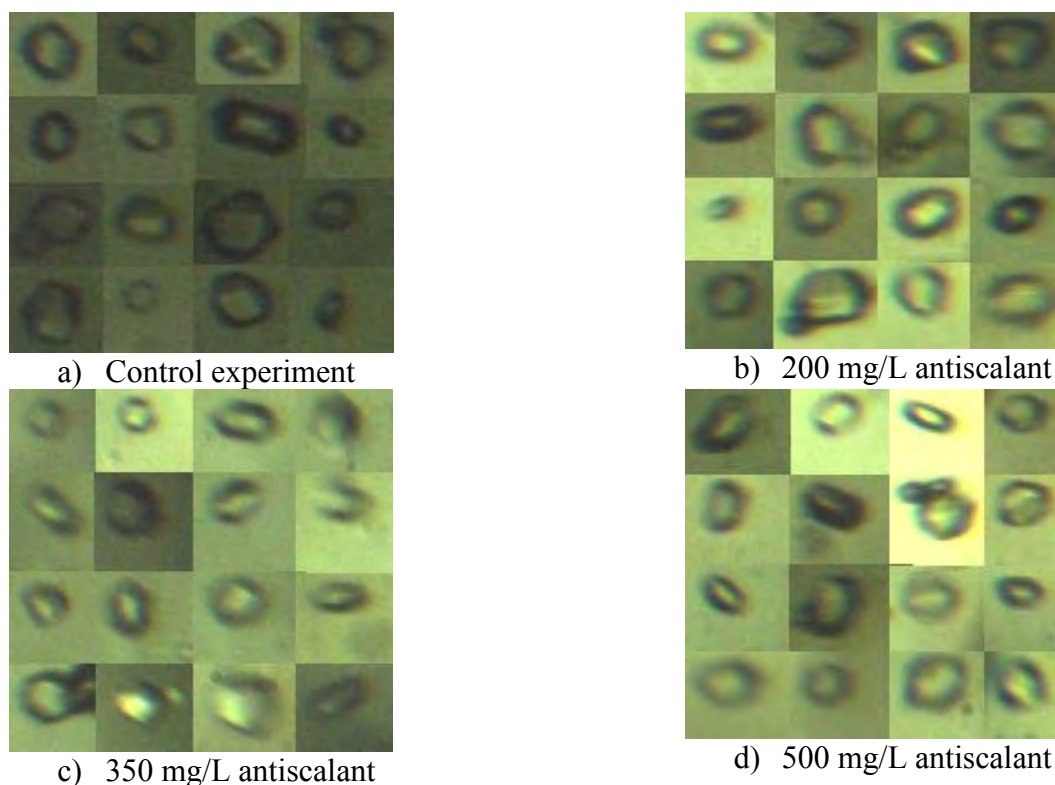 a) Control experiment
b) 200 mg/L antiscalant
c) 350 mg/L antiscalant
d) 500 mg/L antiscalant